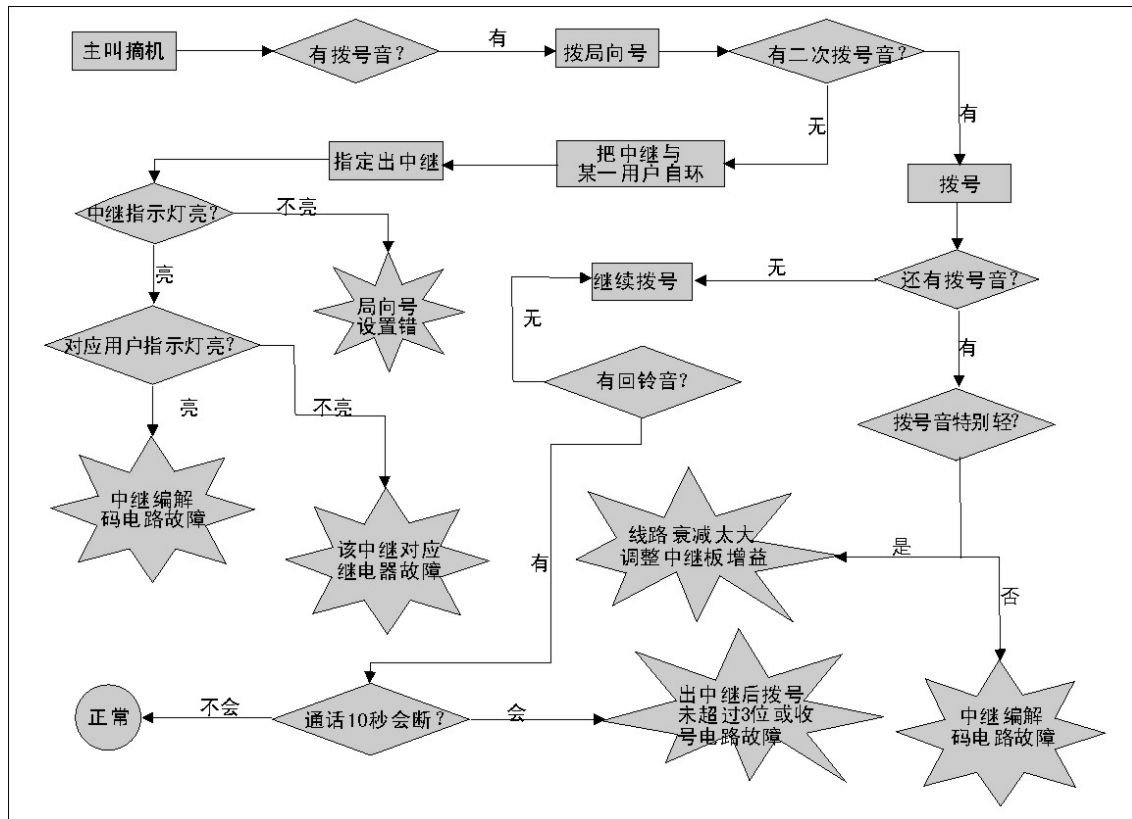 主叫摘机
有拨号音?
有
拨局向号
有二次拨号音?
无
有
指定出中继
把中继与
某一用户自环
拨号
中继指示灯亮?
不亮
亮
局向号
设置错
继续拨号
无
还有拨号音?
无
有
对应用户指示灯亮?
亮
不亮
有回铃音?
拨号音特别轻?
中继编解
码电路故障
该中继对应
继电器故障
有
线路衰减太大
调整中继板增益
是
否
正常
不会
通话10秒会断?
会
出中继后拨号
未超过3位或收
号电路故障
中继编解
码电路故障